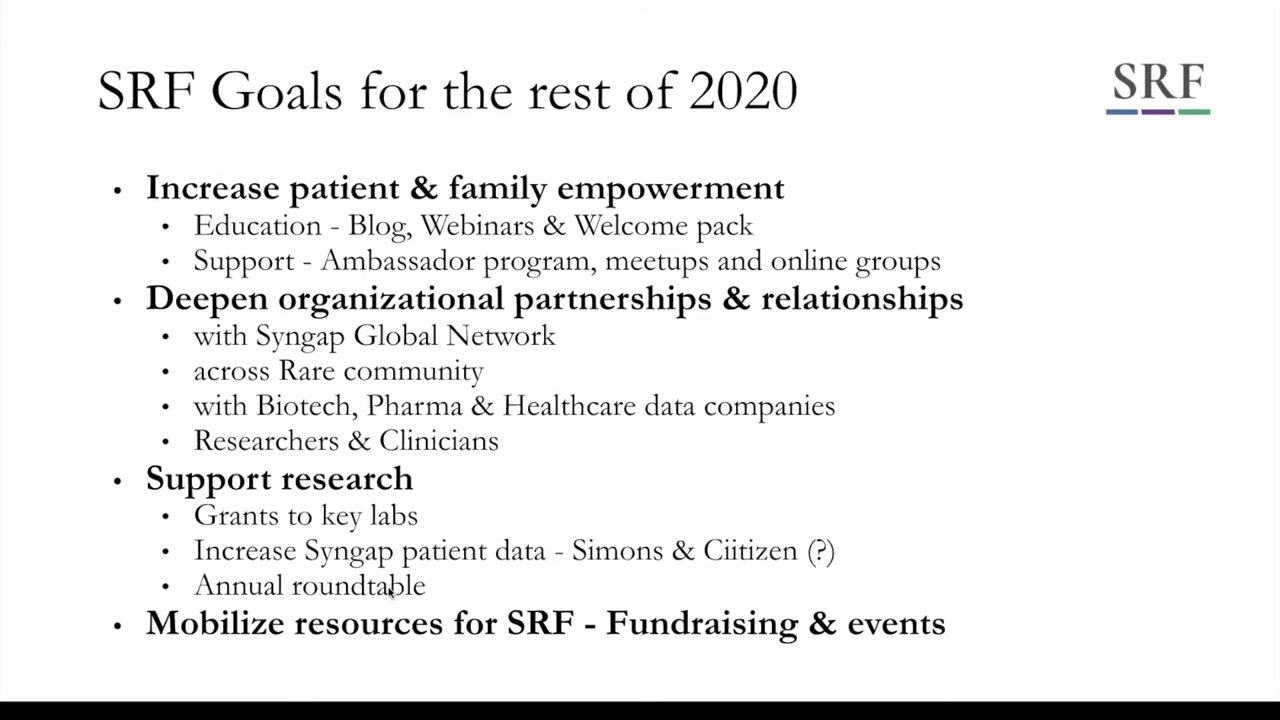 SRF Goals for the rest of 2020
SRF
• Increase patient & family empowerment
• Education - Blog, Webinars & Welcome pack
• Support - Ambassador program, meetups and online groups
• Deepen organizational partnerships & relationships
• with Syngap Global Network
• across Rare community
• with Biotech, Pharma & Healthcare data companies
• Researchers & Clinicians
• Support research
• Grants to key labs
• Increase Syngap patient data - Simons & Ciitizen (?)
• Annual roundtable
• Mobilize resources for SRF - Fundraising & events